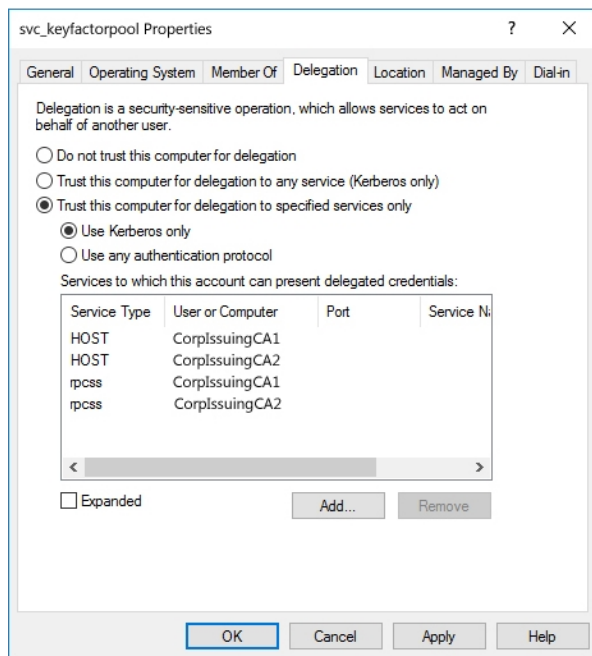 svc_keyfactorpool Properties ?
General Operating System Member Of Delegation Location Managed By Dial-in
Delegation is a security-sensitive operation, which allows services to act on
behalf of another user.
Do not trust this computer for delegation
Trust this computer for delegation to any service (Kerberos only)
Trust this computer for delegation to specified services only
Use Kerberos only
Use any authentication protocol
Services to which this account can present delegated credentials:
Service Type User or Computer Port Service Na
HOST CorpIssuingCA1
HOST CorpIssuingCA2
rpcss CorpIssuingCA1
rpcss CorpIssuingCA2
Expanded Add... Remove
OK Cancel Apply Help